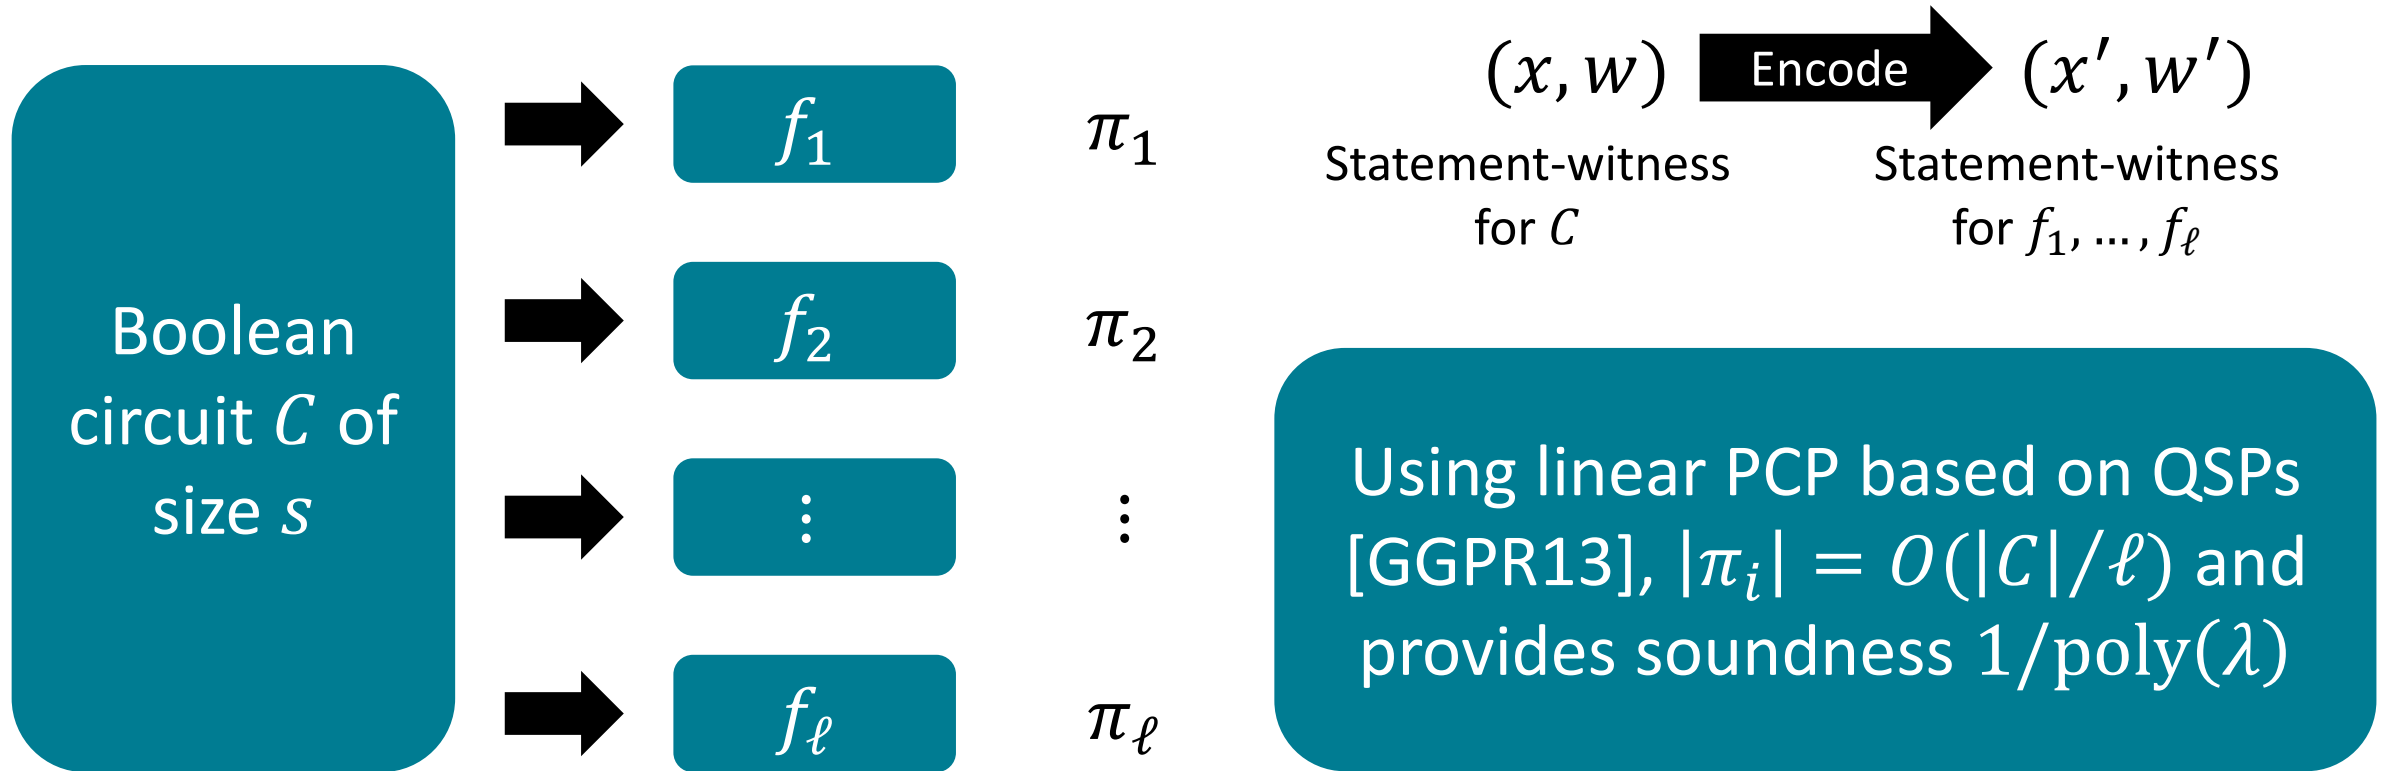 Boolean
circuit C of
size s
f₁
f₂
⋮
f_ℓ
π₁
π₂
⋮
π_ℓ
(x, w)
Encode
(x′, w′)
Statement-witness
for C
Statement-witness
for f₁, … , f_ℓ
Using linear PCP based on QSPs
[GGPR13], |πᵢ| = O(|C|/ℓ) and
provides soundness 1/poly(λ)